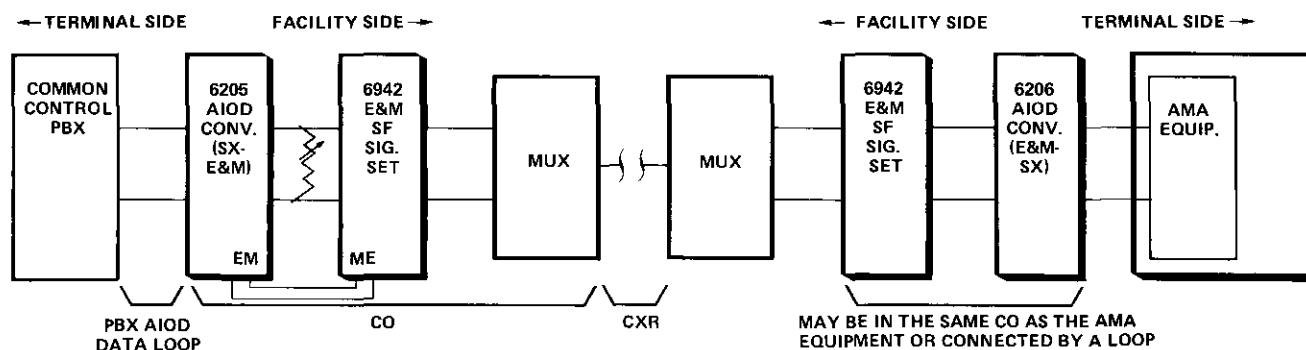 ← TERMINAL SIDE
FACILITY SIDE →
← FACILITY SIDE
TERMINAL SIDE →
COMMON
CONTROL
PBX
6205
AIOD
CONV.
(SX-
E&M)
EM
6942
E&M
SF
SIG.
SET
ME
MUX
MUX
6942
E&M
SF
SIG.
SET
6206
AIOD
CONV.
(E&M-
SX)
AMA
EQUIP.
PBX AIOD
DATA LOOP
CO
CXR
MAY BE IN THE SAME CO AS THE AMA
EQUIPMENT OR CONNECTED BY A LOOP